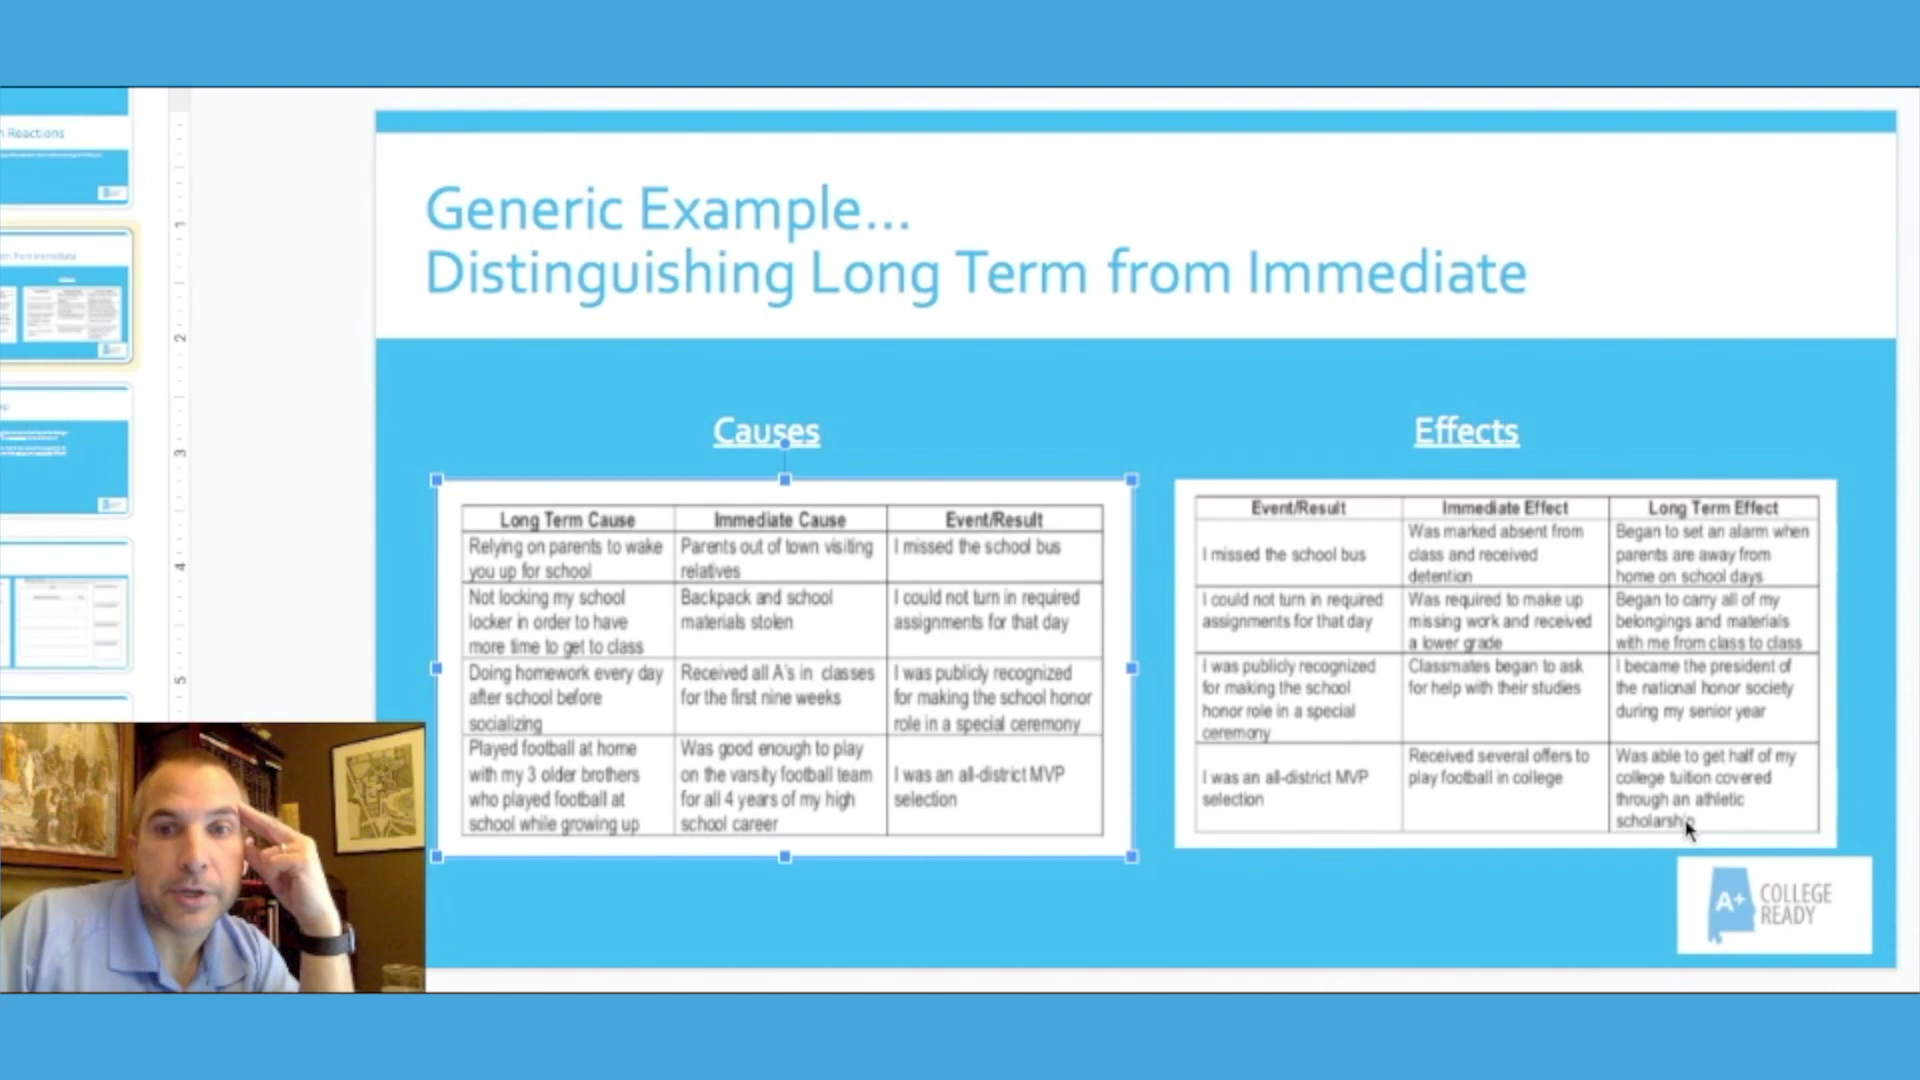 n Reactions
1
2
3
4
5
Generic Example...
Distinguishing Long Term from Immediate
Causes
Long Term Cause Immediate Cause Event/Result
Relying on parents to wake
you up for school
Parents out of town visiting
relatives
I missed the school bus
Not locking my school
locker in order to have
more time to get to class
Backpack and school
materials stolen
I could not turn in required
assignments for that day
Doing homework every day
after school before
socializing
Received all A's in classes
for the first nine weeks
I was publicly recognized
for making the school honor
role in a special ceremony
Played football at home
with my 3 older brothers
who played football at
school while growing up
Was good enough to play
on the varsity football team
for all 4 years of my high
school career
I was an all-district MVP
selection
Effects
Event/Result Immediate Effect Long Term Effect
I missed the school bus
Was marked absent from
class and received
detention
Began to set an alarm when
parents are away from
home on school days
I could not turn in required
assignments for that day
Was required to make up
missing work and received
a lower grade
Began to carry all of my
belongings and materials
with me from class to class
I was publicly recognized
for making the school
honor role in a special
ceremony
Classmates began to ask
for help with their studies
I became the president of
the national honor society
during my senior year
I was an all-district MVP
selection
Received several offers to
play football in college
Was able to get half of my
college tuition covered
through an athletic
scholarship
A+ COLLEGE
READY